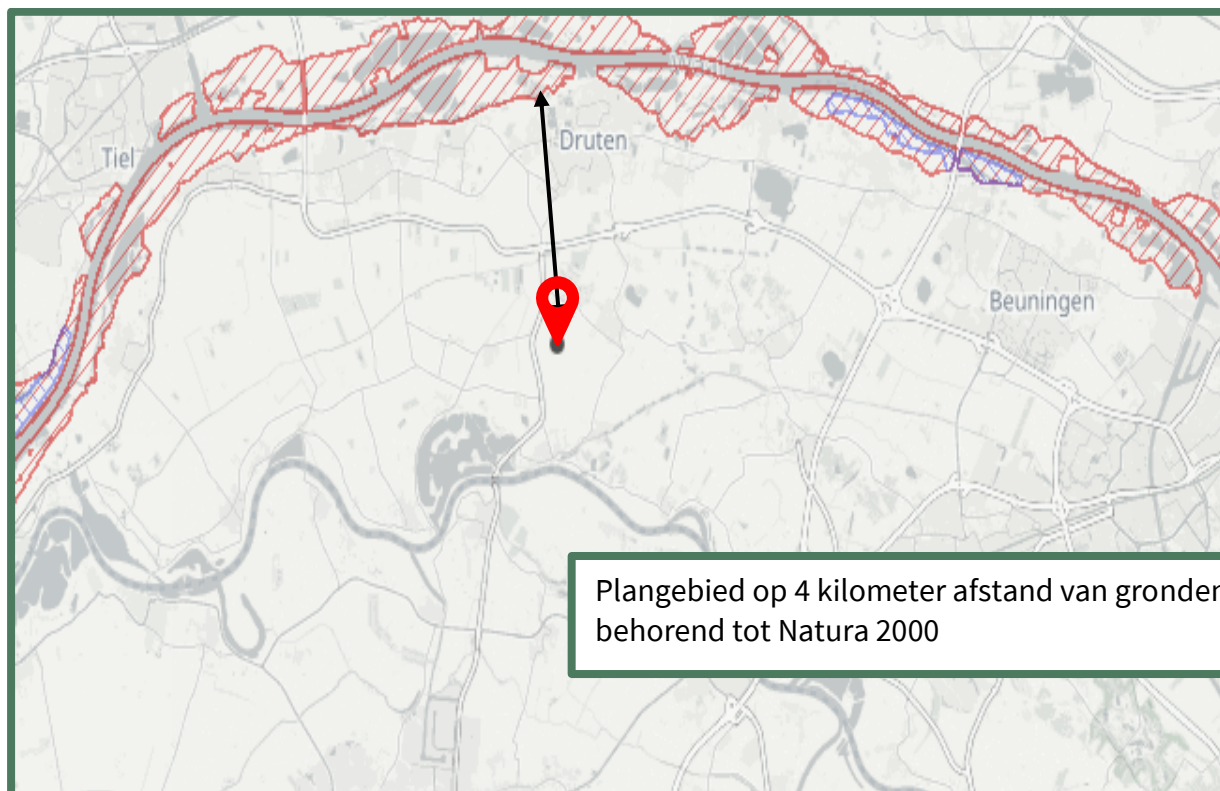 Tiel
Druten
Beuningen
Plangebied op 4 kilometer afstand van gronden
behorend tot Natura 2000